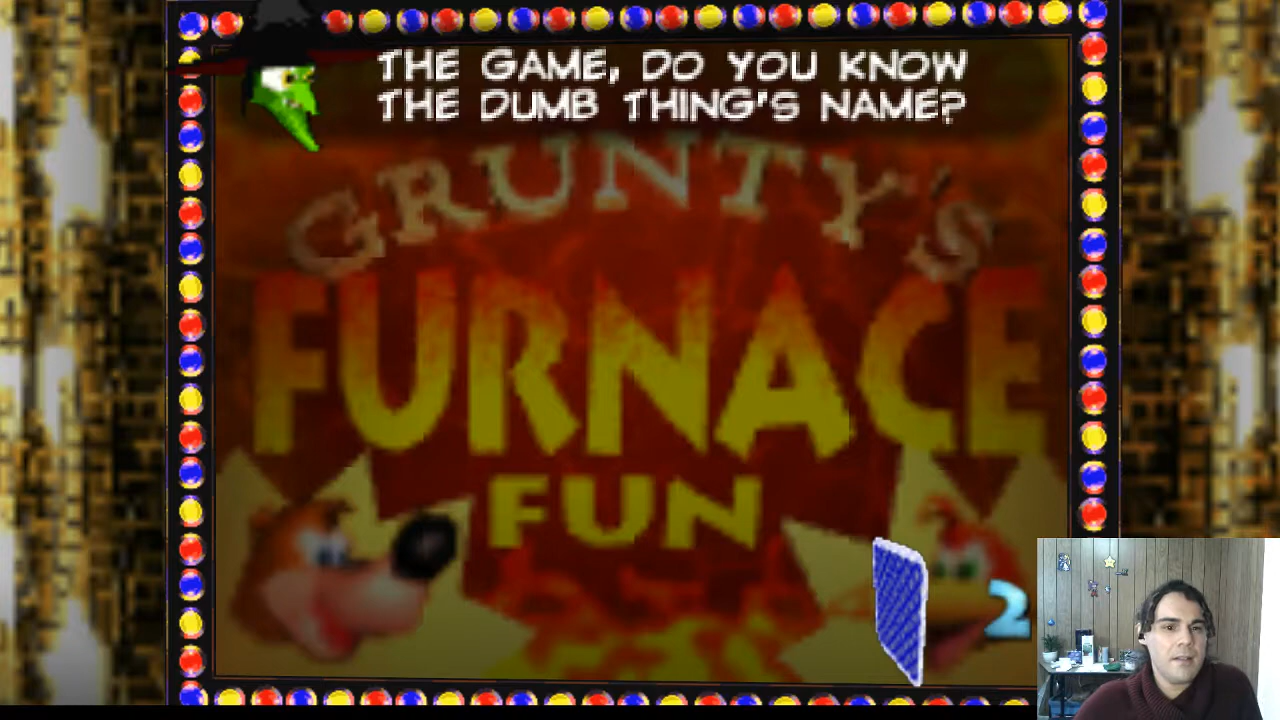 THE GAME, DO YOU KNOW
THE DUMB THING'S NAME?
GRUNTY'S
FURNACE
FUN
2